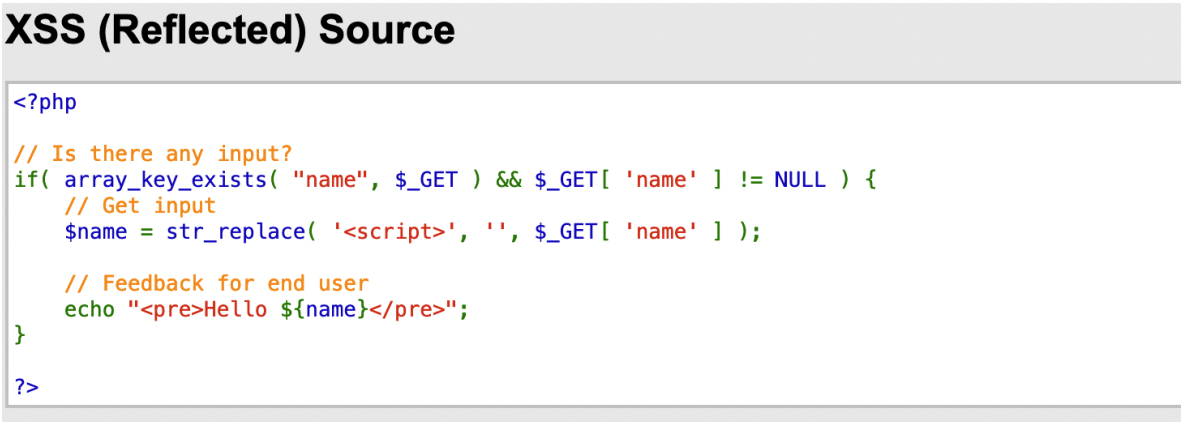 XSS (Reflected) Source
<?php
// Is there any input?
if( array_key_exists( "name", $_GET ) && $_GET[ 'name' ] != NULL ) {
    // Get input
    $name = str_replace( '<script>', '', $_GET[ 'name' ] );
    // Feedback for end user
    echo "<pre>Hello ${name}</pre>";
}
?>